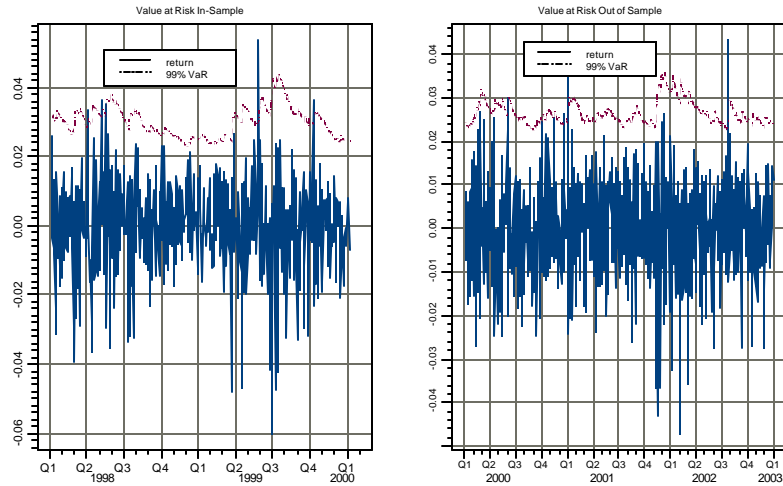 Value at Risk In-Sample
return
99% VaR
0.04
0.02
0.00
-0.02
-0.04
-0.06
Q1 Q2 Q3 Q4 Q1 Q2 Q3 Q4 Q1
1998 1999 2000
Value at Risk Out of Sample
return
99% VaR
0.04
0.03
0.02
0.01
0.00
-0.01
-0.02
-0.03
-0.04
Q1 Q2 Q3 Q4 Q1 Q2 Q3 Q4 Q1 Q2 Q3 Q4 Q1
2000 2001 2002 2003